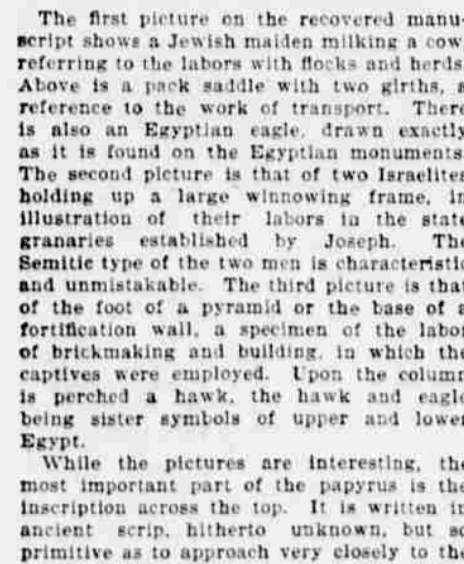 The first picture on the recovered manu-
script shows a Jewish maiden milking a cow
referring to the labors with flocks and herds.
Above is a pack saddle with two girths, a
reference to the work of transport. There
is also an Egyptian eagle, drawn exactly
as it is found on the Egyptian monuments.
The second picture is that of two Israelites
holding up a large winnowing frame, in
illustration of their labors in the state
granaries established by Joseph. The
Semitic type of the two men is characteristic
and unmistakable. The third picture is that
of the foot of a pyramid or the base of a
fortification wall, a specimen of the labor
of brickmaking and building, in which the
captives were employed. Upon the column
is perched a hawk, the hawk and eagle
being sister symbols of upper and lower
Egypt.
While the pictures are interesting, the
most important part of the papyrus is the
inscription across the top. It is written in
ancient scrip, hitherto unknown, but so
primitive as to approach very closely to the